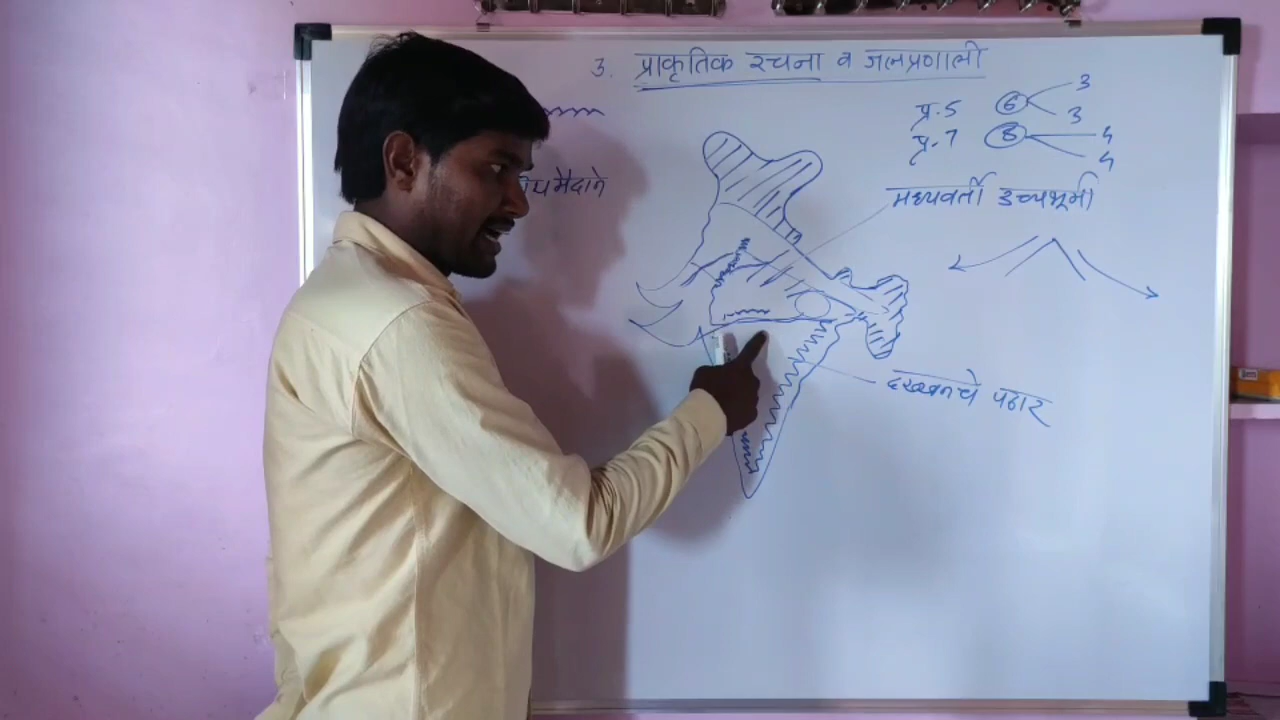 3. प्राकृतिक रचना व जलप्रणाली
प्र.5 6 3
3
प्र.7 8 4
4
मैदाने
मध्यवर्ती उच्चभूमी
दख्खनचे पठार